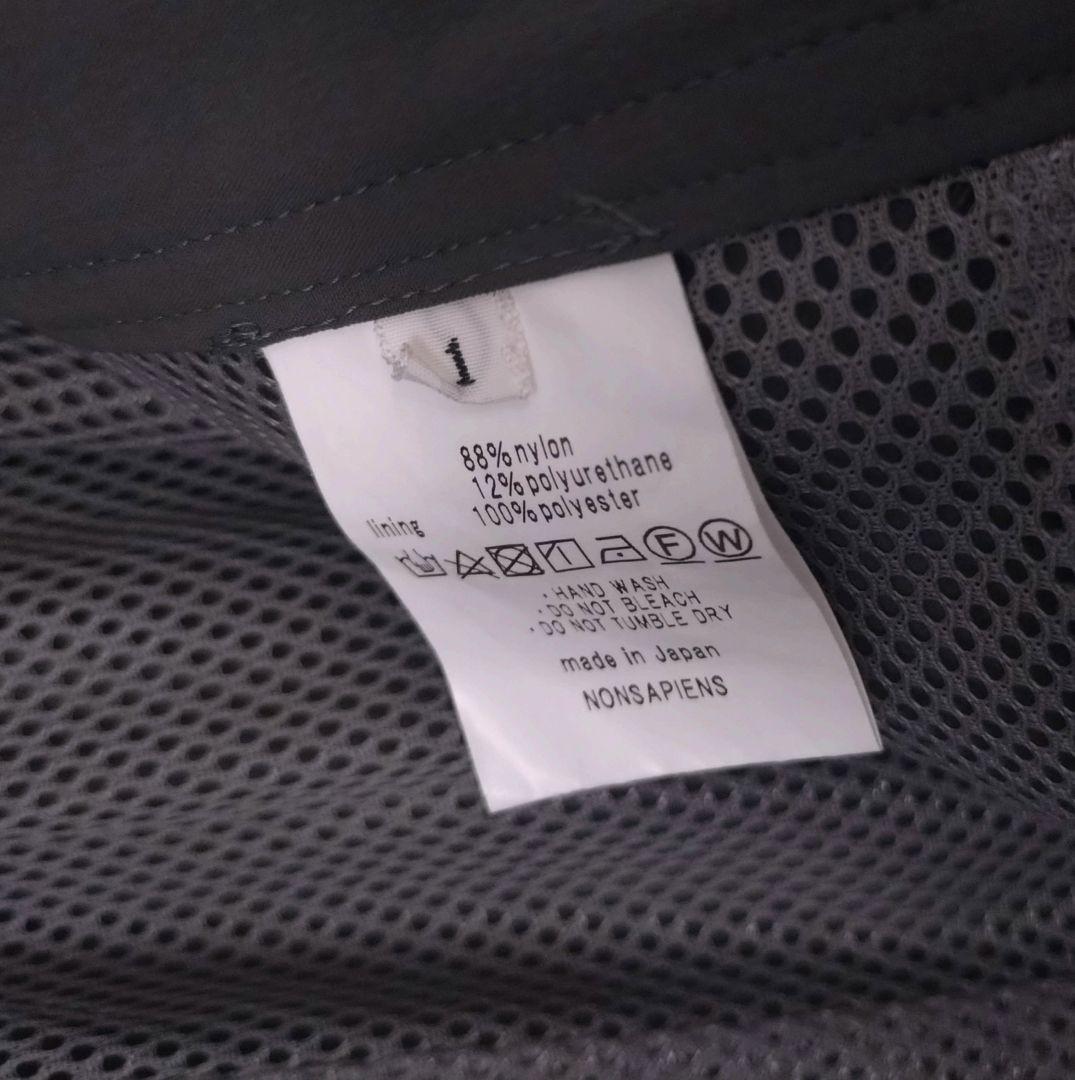 1
88% nylon
12% polyurethane
lining 100% polyester
F W
· HAND WASH
· DO NOT BLEACH
· DO NOT TUMBLE DRY
made in Japan
NONSAPIENS